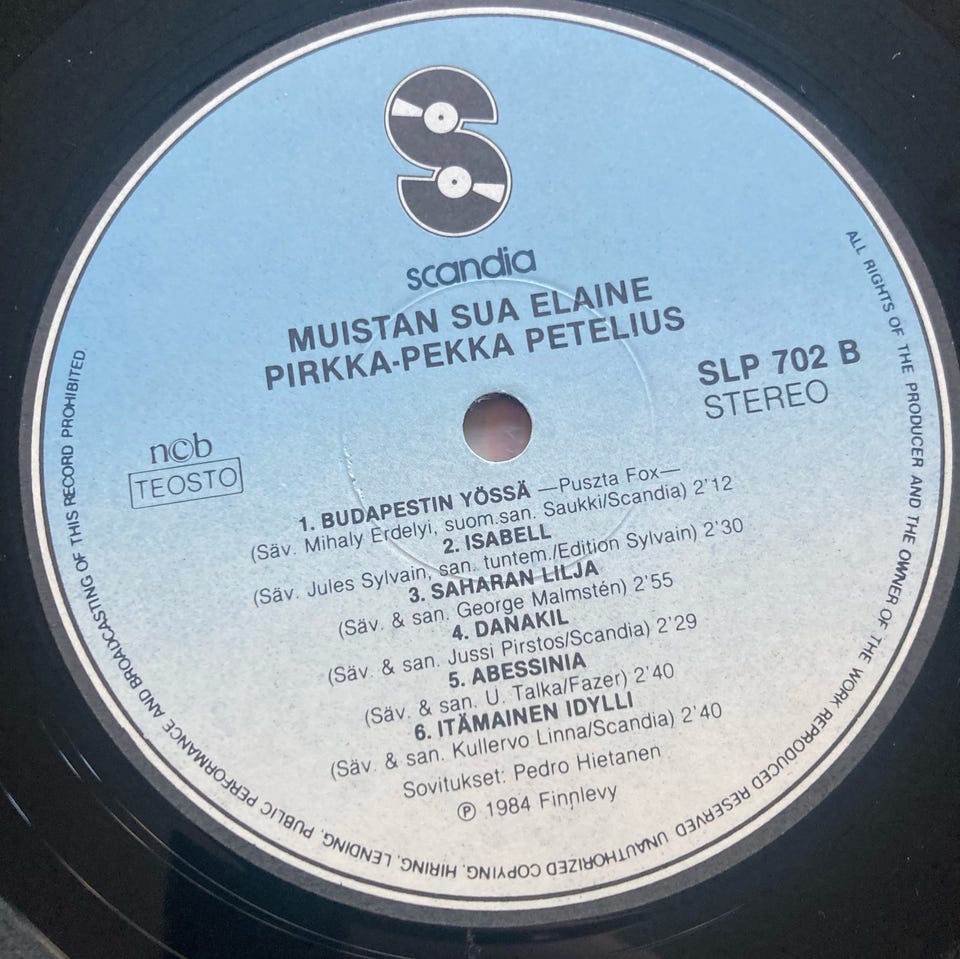 scandia
MUISTAN SUA ELAINE
PIRKKA-PEKKA PETELIUS
SLP 702 B
STEREO
n©b
TEOSTO
1. BUDAPESTIN YÖSSÄ —Puszta Fox—
(Säv. Mihaly Erdelyi, suom.san. Saukki/Scandia) 2'12
2. ISABELL
(Säv. Jules Sylvain, san. tuntem./Edition Sylvain) 2'30
3. SAHARAN LILJA
(Säv. & san. George Malmstén) 2'55
4. DANAKIL
(Säv. & san. Jussi Pirstos/Scandia) 2'29
5. ABESSINIA
(Säv. & san. U. Talka/Fazer) 2'40
6. ITÄMAINEN IDYLLI
(Säv. & san. Kullervo Linna/Scandia) 2'40
Sovitukset: Pedro Hietanen
℗ 1984 Finnlevy
ALL RIGHTS OF THE PRODUCER AND THE OWNER OF THE WORK REPRODUCED RESERVED UNAUTHORIZED COPYING, HIRING, LENDING, PUBLIC PERFORMANCE AND BROADCASTING OF THIS RECORD PROHIBITED.